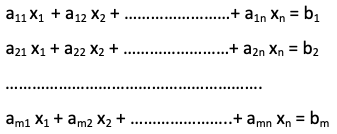 a₁₁ x₁ + a₁₂ x₂ + ……………………+ a₁ₙ xₙ = b₁
a₂₁ x₁ + a₂₂ x₂ + ……………………+ a₂ₙ xₙ = b₂
……………………………………………….
aₘ₁ x₁ + aₘ₂ x₂ + …………………..+ aₘₙ xₙ = bₘ